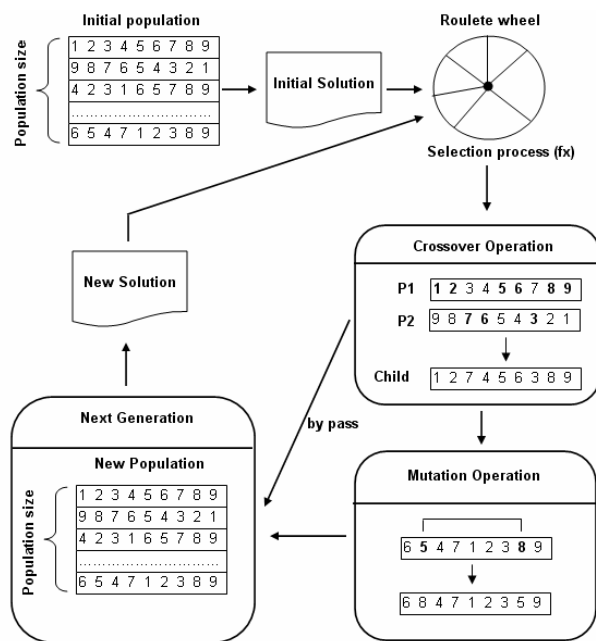 Initial population
Population size
1 2 3 4 5 6 7 8 9
9 8 7 6 5 4 3 2 1
4 2 3 1 6 5 7 8 9
........................................
6 5 4 7 1 2 3 8 9
Initial Solution
Roulete wheel
Selection process (fx)
Crossover Operation
P1 1 2 3 4 5 6 7 8 9
P2 9 8 7 6 5 4 3 2 1
Child 1 2 7 4 5 6 3 8 9
by pass
Mutation Operation
6 5 4 7 1 2 3 8 9
6 8 4 7 1 2 3 5 9
Next Generation
New Population
Population size
1 2 3 4 5 6 7 8 9
9 8 7 6 5 4 3 2 1
4 2 3 1 6 5 7 8 9
........................................
6 5 4 7 1 2 3 8 9
New Solution